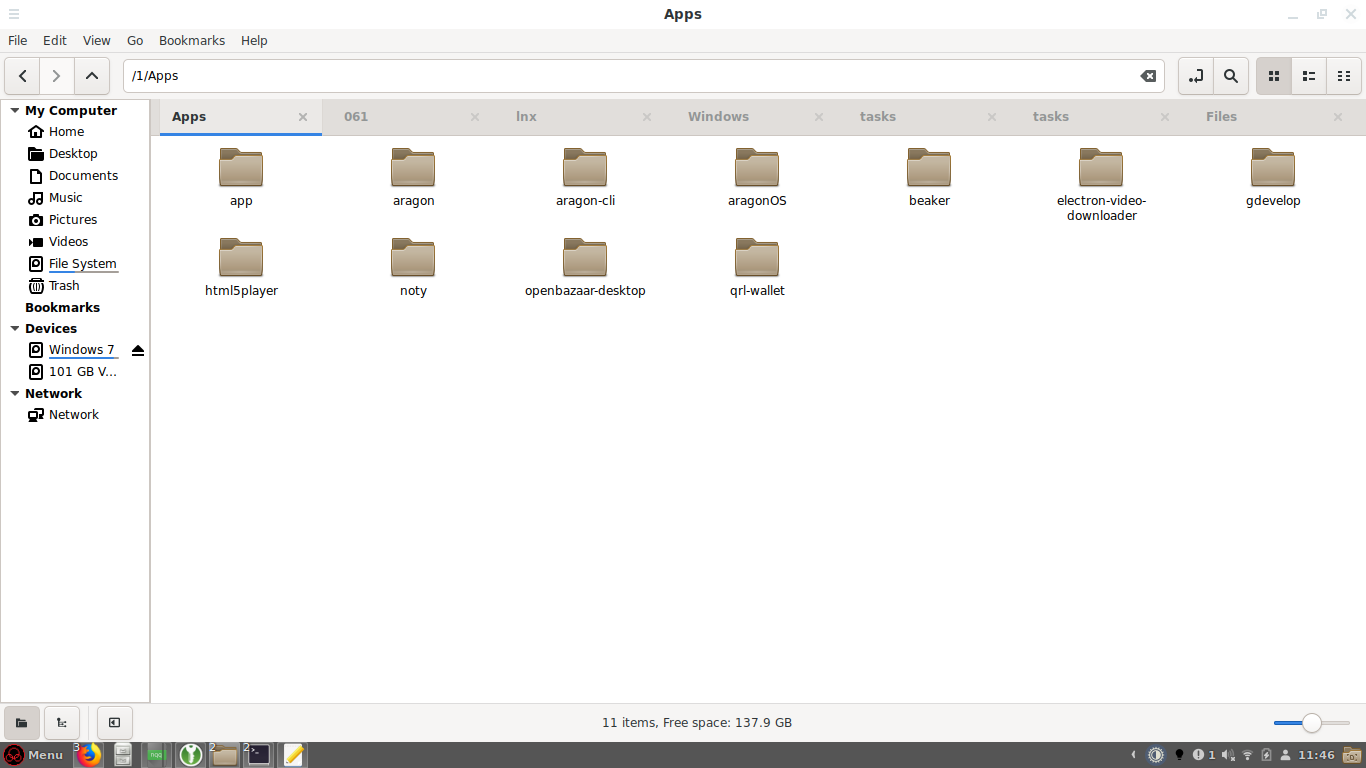 Apps
File Edit View Go Bookmarks Help
/1/Apps
My Computer
Home
Desktop
Documents
Music
Pictures
Videos
File System
Trash
Bookmarks
Devices
Windows 7
101 GB V...
Network
Network
Apps 061 lnx Windows tasks tasks Files
app aragon aragon-cli aragonOS beaker electron-video-
downloader gdevelop
html5player noty openbazaar-desktop qrl-wallet
11 items, Free space: 137.9 GB
Menu 3 2 2 1 11:46